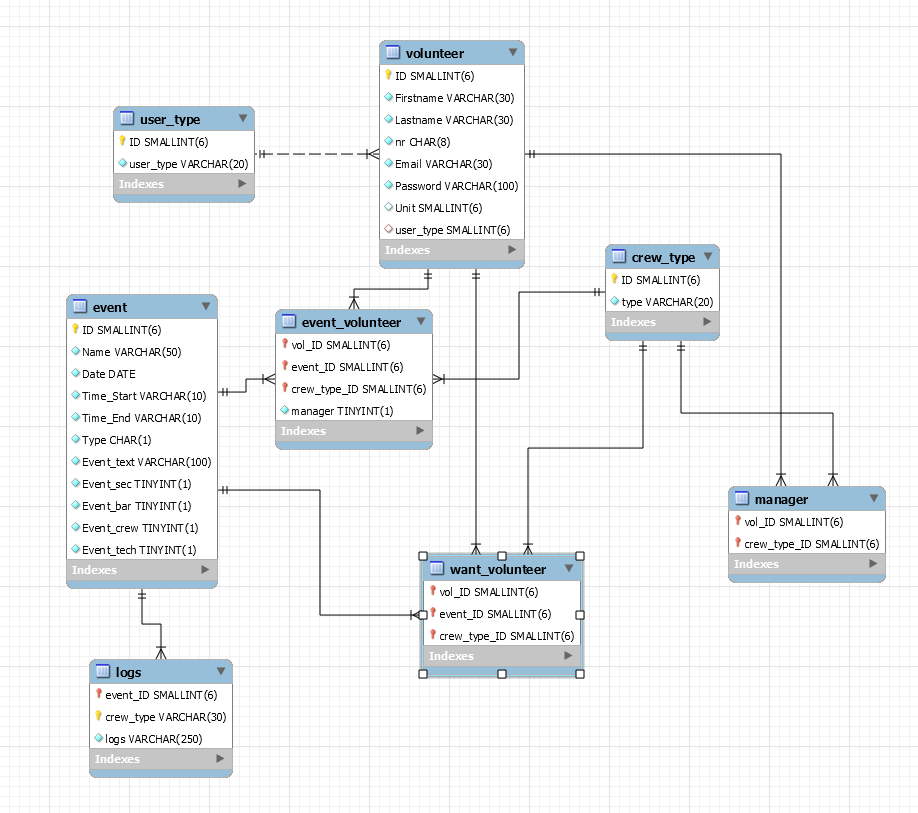 volunteer
ID SMALLINT(6)
Firstname VARCHAR(30)
Lastname VARCHAR(30)
nr CHAR(8)
Email VARCHAR(30)
Password VARCHAR(100)
Unit SMALLINT(6)
user_type SMALLINT(6)
Indexes
user_type
ID SMALLINT(6)
user_type VARCHAR(20)
Indexes
crew_type
ID SMALLINT(6)
type VARCHAR(20)
Indexes
event
ID SMALLINT(6)
Name VARCHAR(50)
Date DATE
Time_Start VARCHAR(10)
Time_End VARCHAR(10)
Type CHAR(1)
Event_text VARCHAR(100)
Event_sec TINYINT(1)
Event_bar TINYINT(1)
Event_crew TINYINT(1)
Event_tech TINYINT(1)
Indexes
event_volunteer
vol_ID SMALLINT(6)
event_ID SMALLINT(6)
crew_type_ID SMALLINT(6)
manager TINYINT(1)
Indexes
manager
vol_ID SMALLINT(6)
crew_type_ID SMALLINT(6)
Indexes
want_volunteer
vol_ID SMALLINT(6)
event_ID SMALLINT(6)
crew_type_ID SMALLINT(6)
Indexes
logs
event_ID SMALLINT(6)
crew_type VARCHAR(30)
logs VARCHAR(250)
Indexes